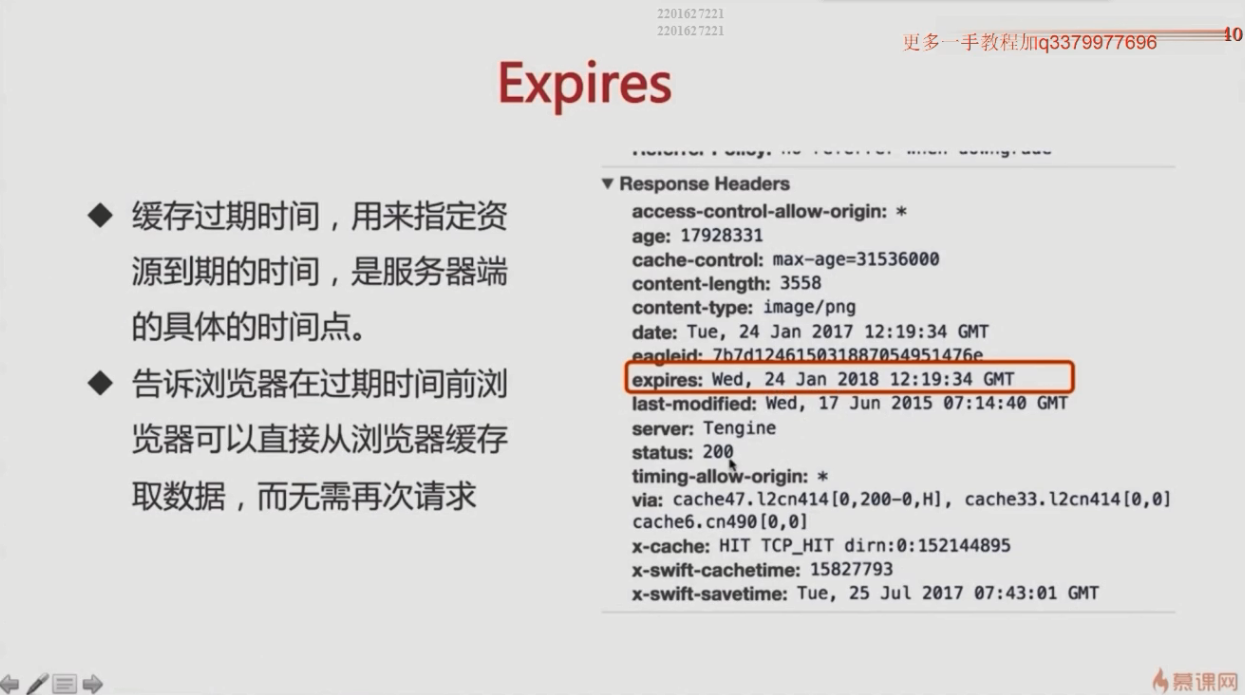 2201627221
2201627221
更多一手教程加q3379977696
40
Expires
缓存过期时间，用来指定资
源到期的时间，是服务器端
的具体的时间点。
告诉浏览器在过期时间前浏
览器可以直接从浏览器缓存
取数据，而无需再次请求
Referrer Policy: no-referrer-when-downgrade
Response Headers
access-control-allow-origin: *
age: 17928331
cache-control: max-age=31536000
content-length: 3558
content-type: image/png
date: Tue, 24 Jan 2017 12:19:34 GMT
eagleid: 7b7d124615031887054951476e
expires: Wed, 24 Jan 2018 12:19:34 GMT
last-modified: Wed, 17 Jun 2015 07:14:40 GMT
server: Tengine
status: 200
timing-allow-origin: *
via: cache47.l2cn414[0,200-0,H], cache33.l2cn414[0,0]
cache6.cn490[0,0]
x-cache: HIT TCP_HIT dirn:0:152144895
x-swift-cachetime: 15827793
x-swift-savetime: Tue, 25 Jul 2017 07:43:01 GMT
慕课网